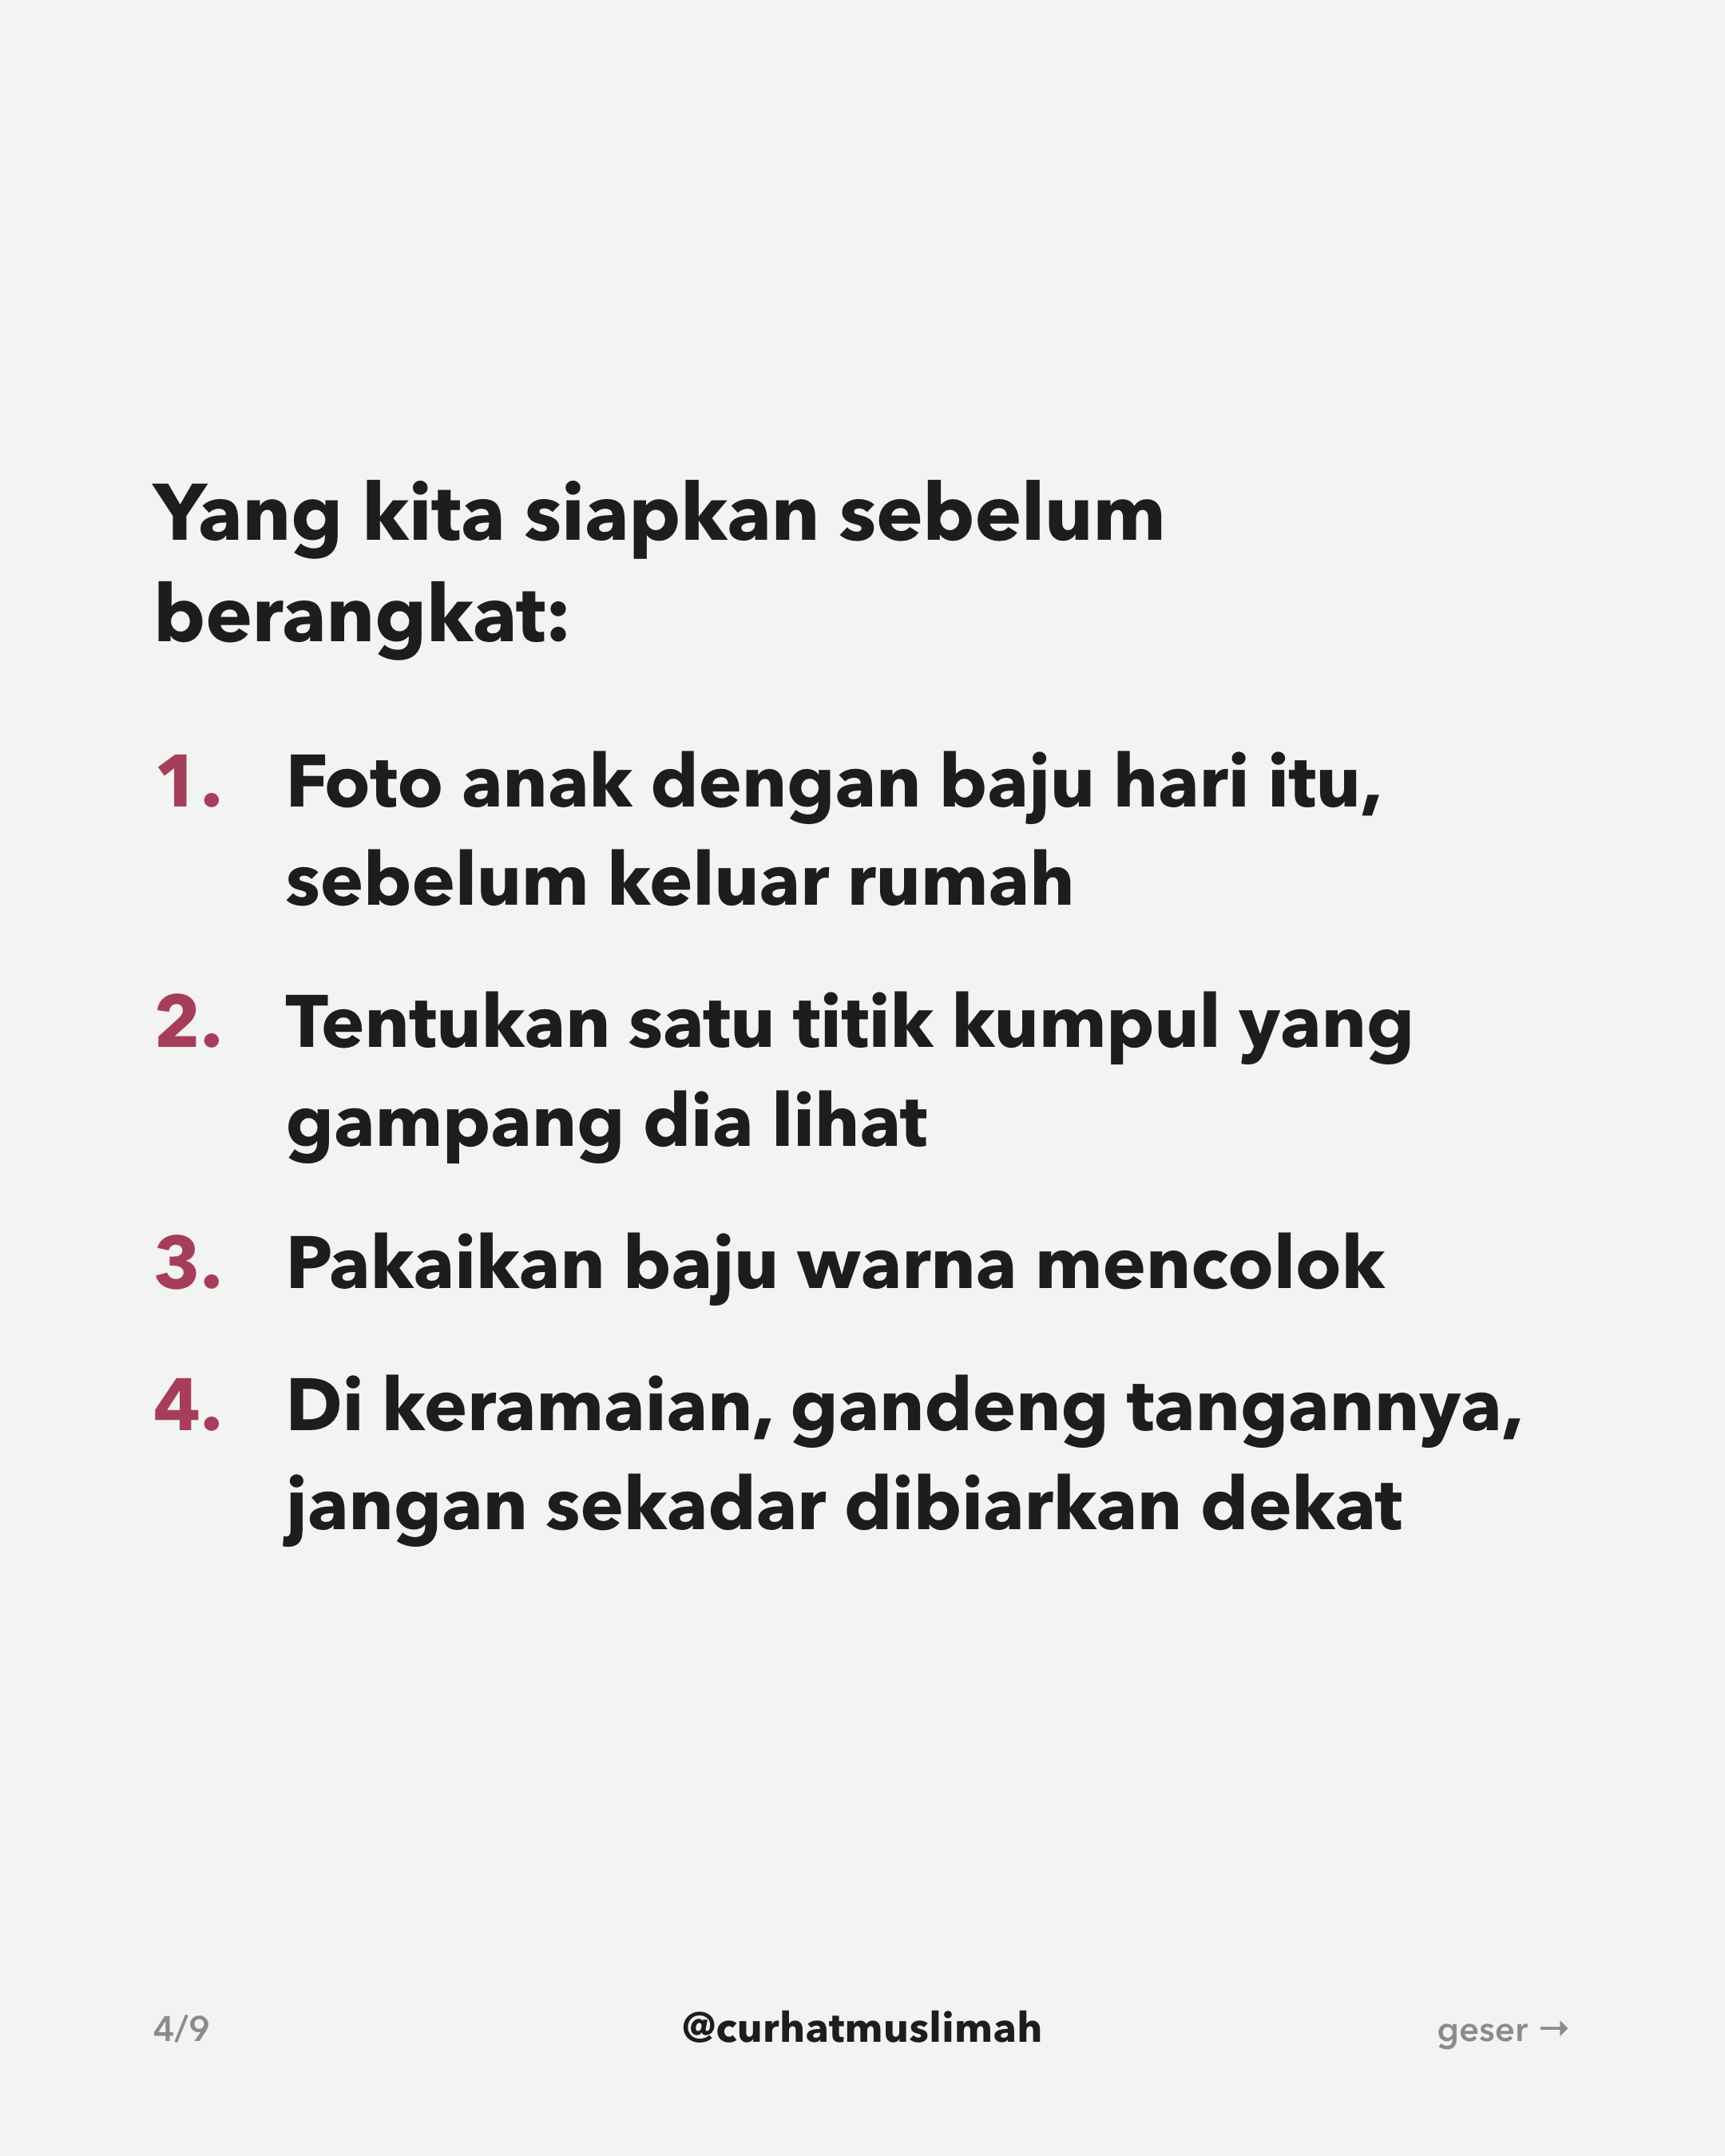 Yang kita siapkan sebelum
berangkat:
1. Foto anak dengan baju hari itu,
sebelum keluar rumah
2. Tentukan satu titik kumpul yang
gampang dia lihat
3. Pakaikan baju warna mencolok
4. Di keramaian, gandeng tangannya,
jangan sekadar dibiarkan dekat
4/9 @curhatmuslimah geser →